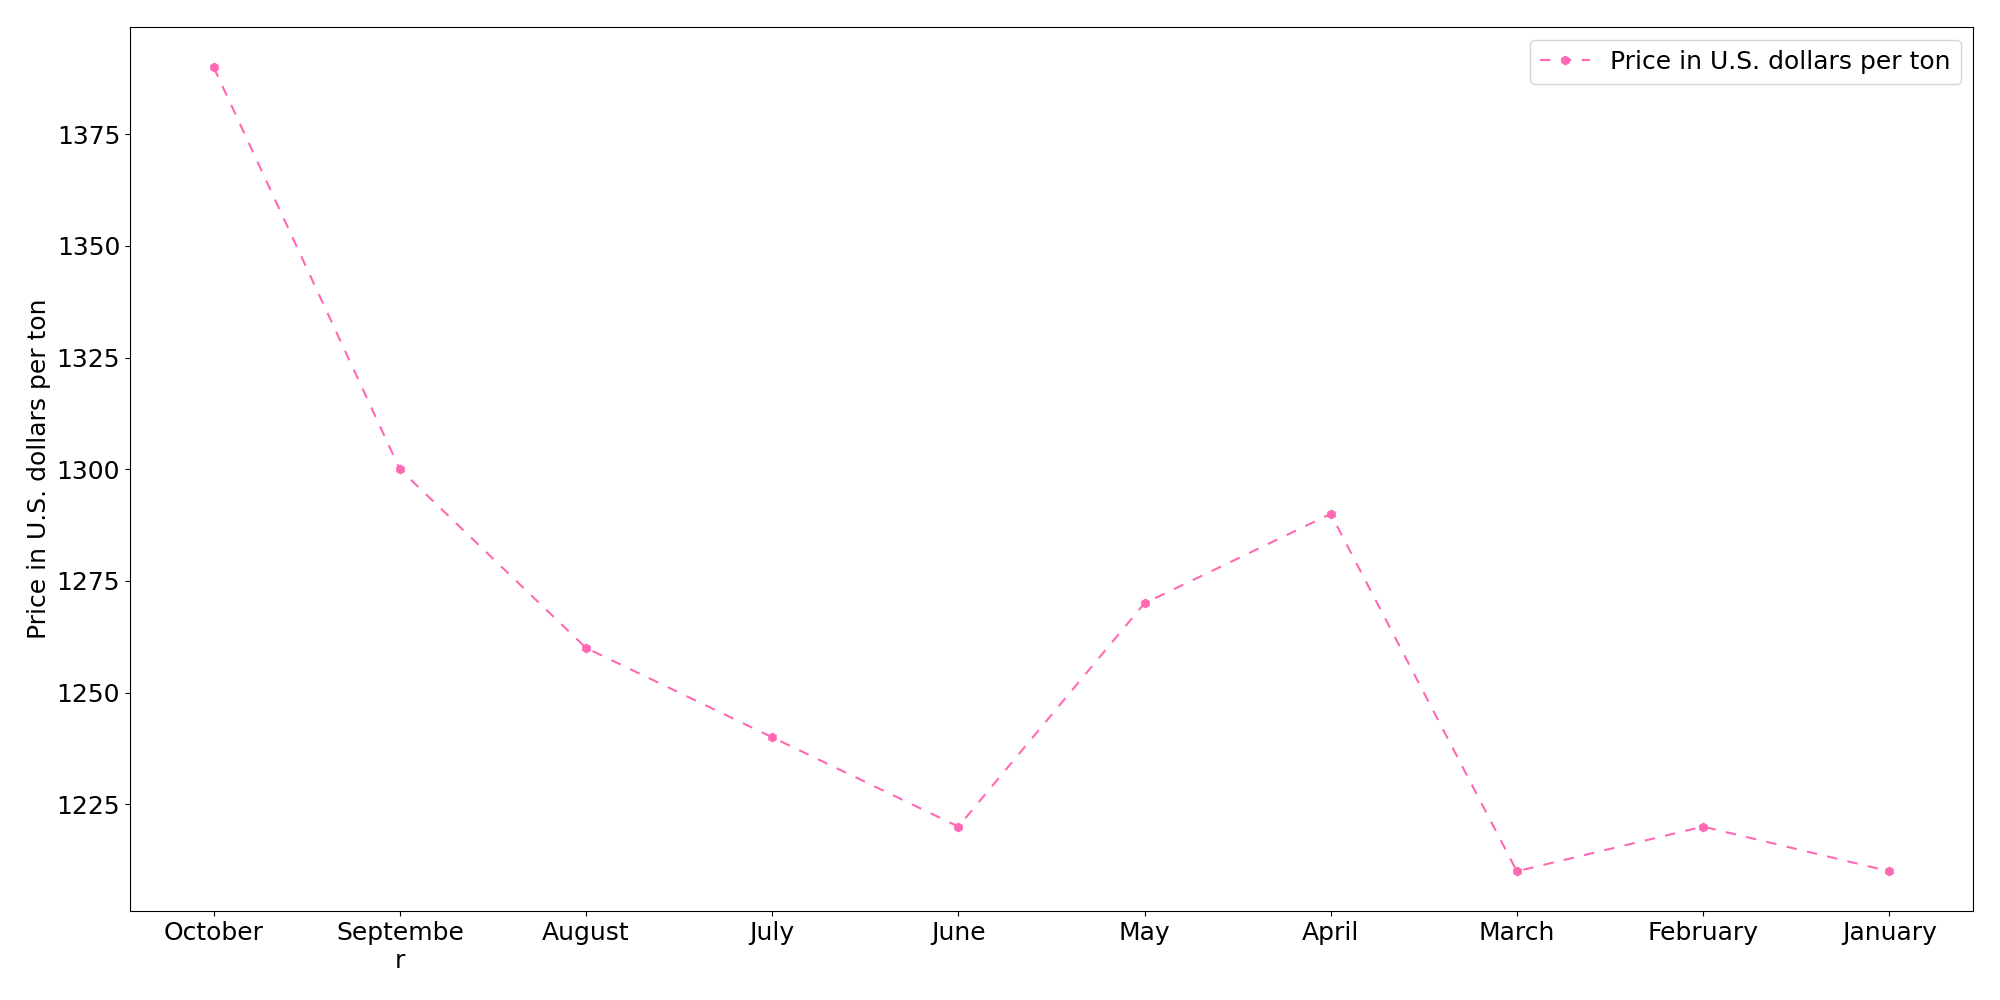 Price in U.S. dollars per ton
1375
1350
1325
1300
1275
1250
1225
Price in U.S. dollars per ton
October
Septembe
r
August
July
June
May
April
March
February
January